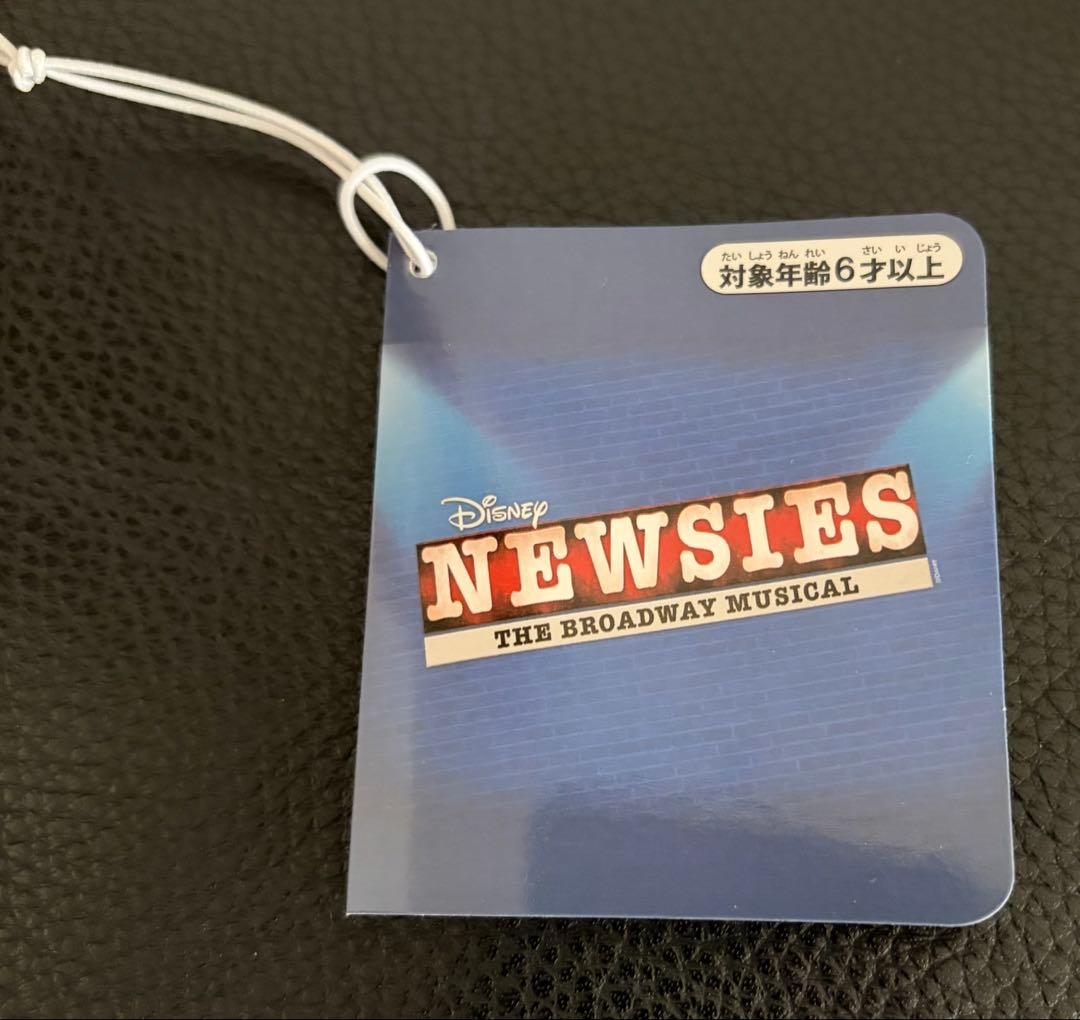 たいしょうねんれい さいいじょう
対象年齢6才以上
Disney
NEWSIES
THE BROADWAY MUSICAL